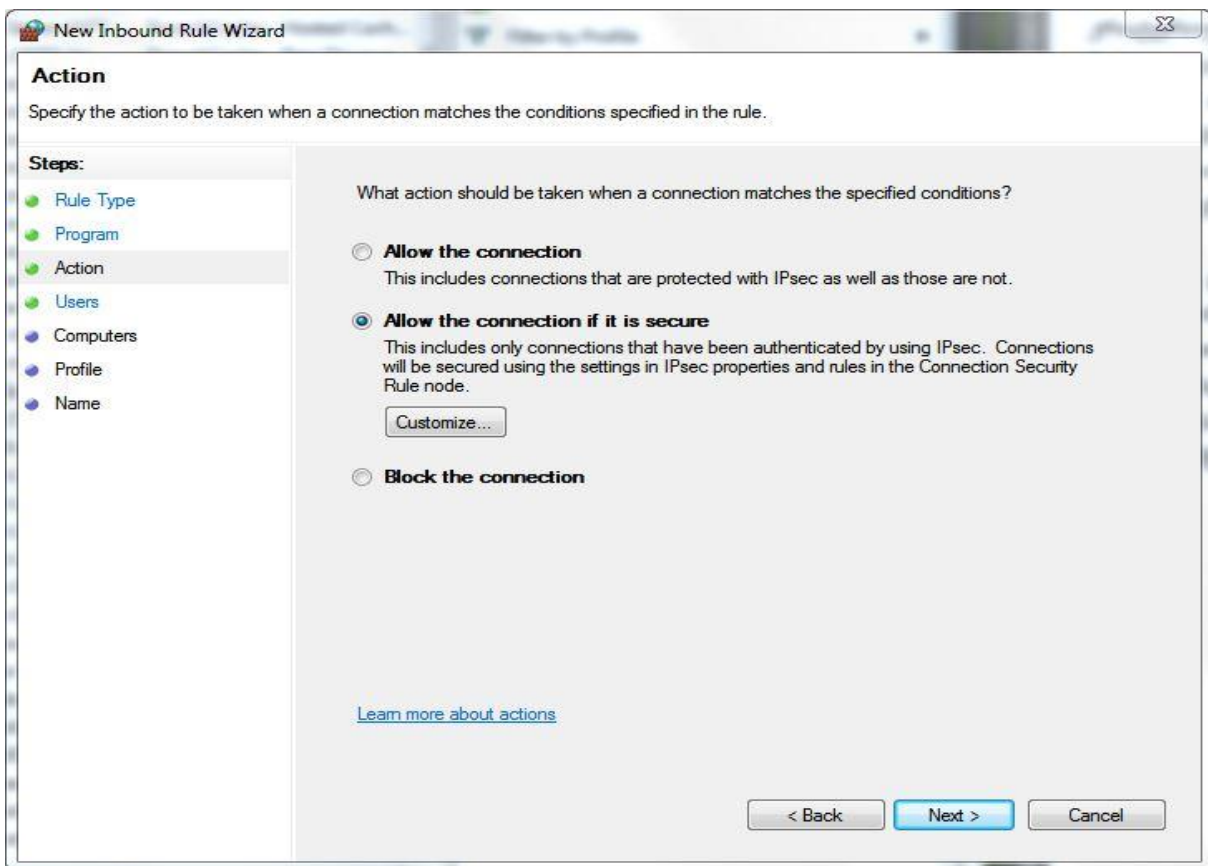 New Inbound Rule Wizard
Filter by Profile
Action
Specify the action to be taken when a connection matches the conditions specified in the rule.
Steps:
Rule Type
Program
Action
Users
Computers
Profile
Name
What action should be taken when a connection matches the specified conditions?
Allow the connection
This includes connections that are protected with IPsec as well as those are not.
Allow the connection if it is secure
This includes only connections that have been authenticated by using IPsec. Connections
will be secured using the settings in IPsec properties and rules in the Connection Security
Rule node.
Customize...
Block the connection
Learn more about actions
< Back
Next >
Cancel